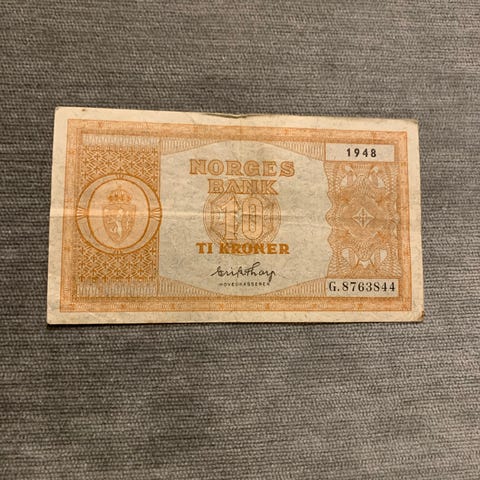 1948
NORGES
BANK
10
TI KRONER
HOVEDKASSERER
G.8763844